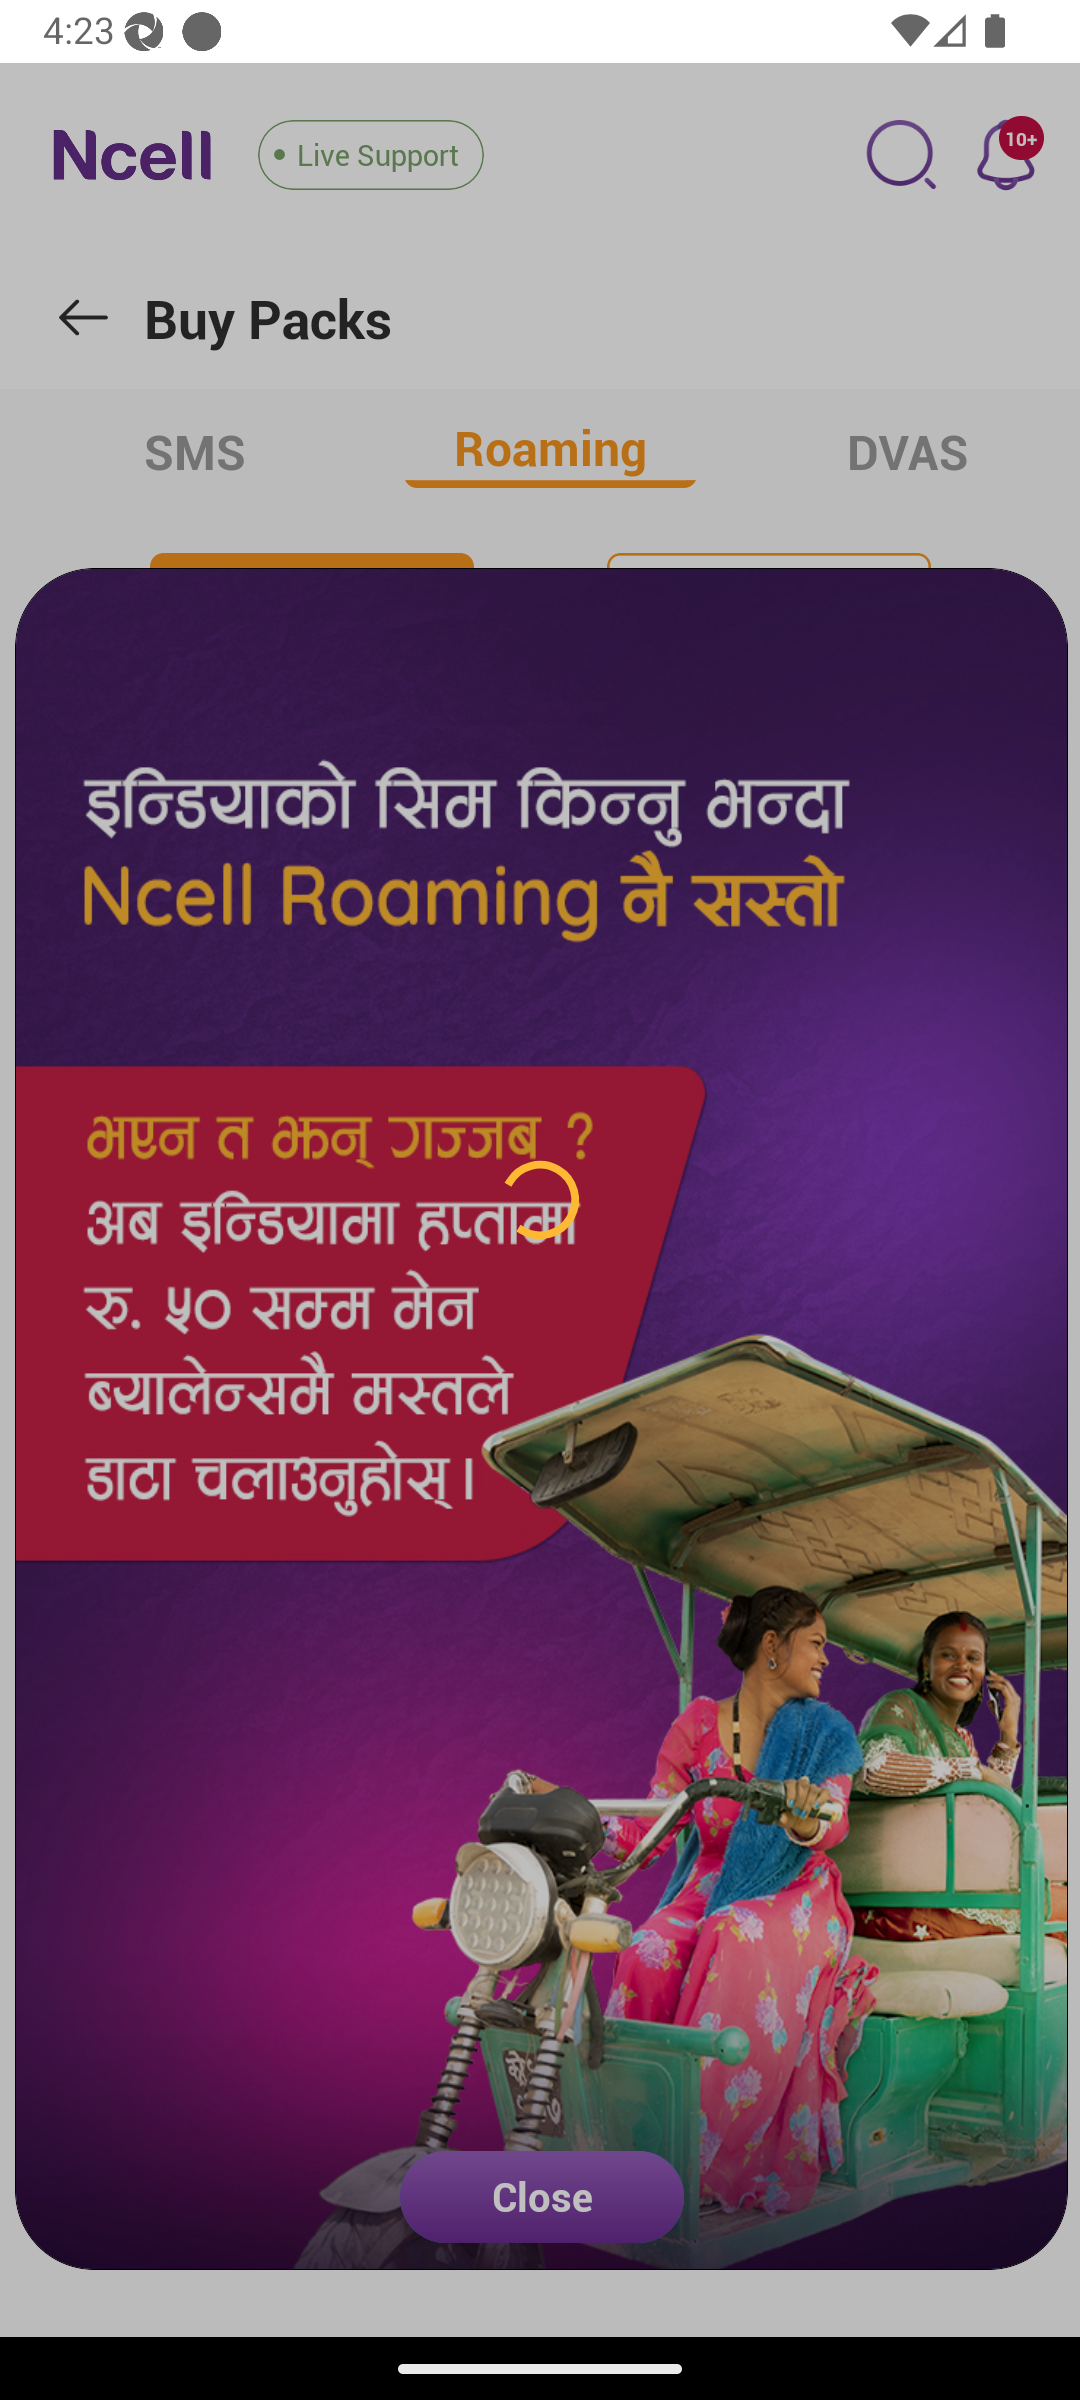 4:23
Ncell
Live Support
10+
Buy Packs
SMS
Roaming
DVAS
इन्डियाको सिम किन्नु भन्दा
Ncell Roaming नै सस्तो
भएन त झन् गज्जब ?
अब इन्डियामा हप्तामा
रु. ५० सम्म मेन
ब्यालेन्समै मस्तले
डाटा चलाउनुहोस् ।
Close